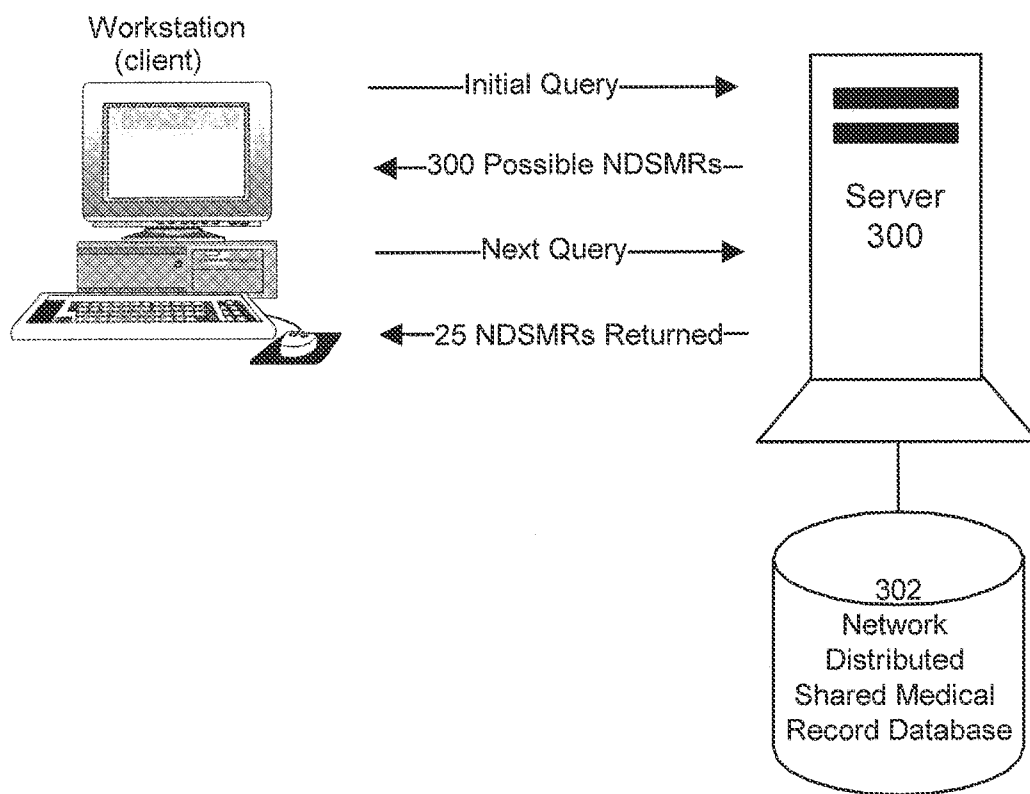 Workstation
(client)
Initial Query
300 Possible NDSMRs
Next Query
25 NDSMRs Returned
Server
300
302
Network
Distributed
Shared Medical
Record Database